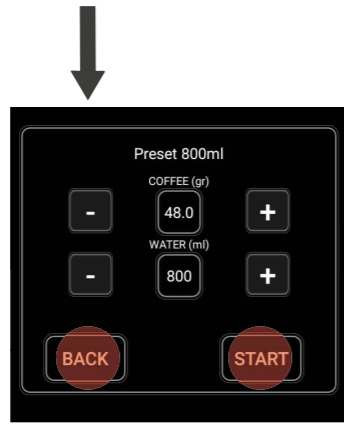 Preset 800ml
COFFEE (gr)
- 48.0 +
WATER (ml)
- 800 +
BACK START